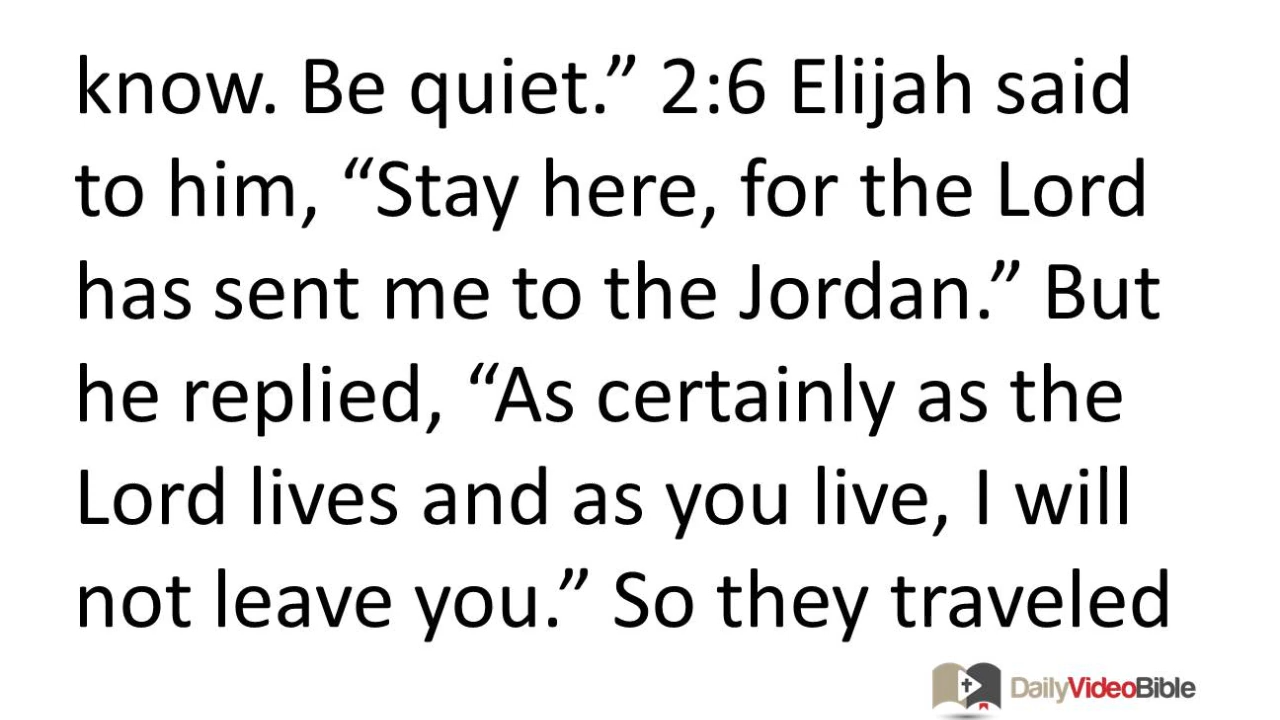 know. Be quiet.” 2:6 Elijah said
to him, “Stay here, for the Lord
has sent me to the Jordan.” But
he replied, “As certainly as the
Lord lives and as you live, I will
not leave you.” So they traveled
DailyVideoBible